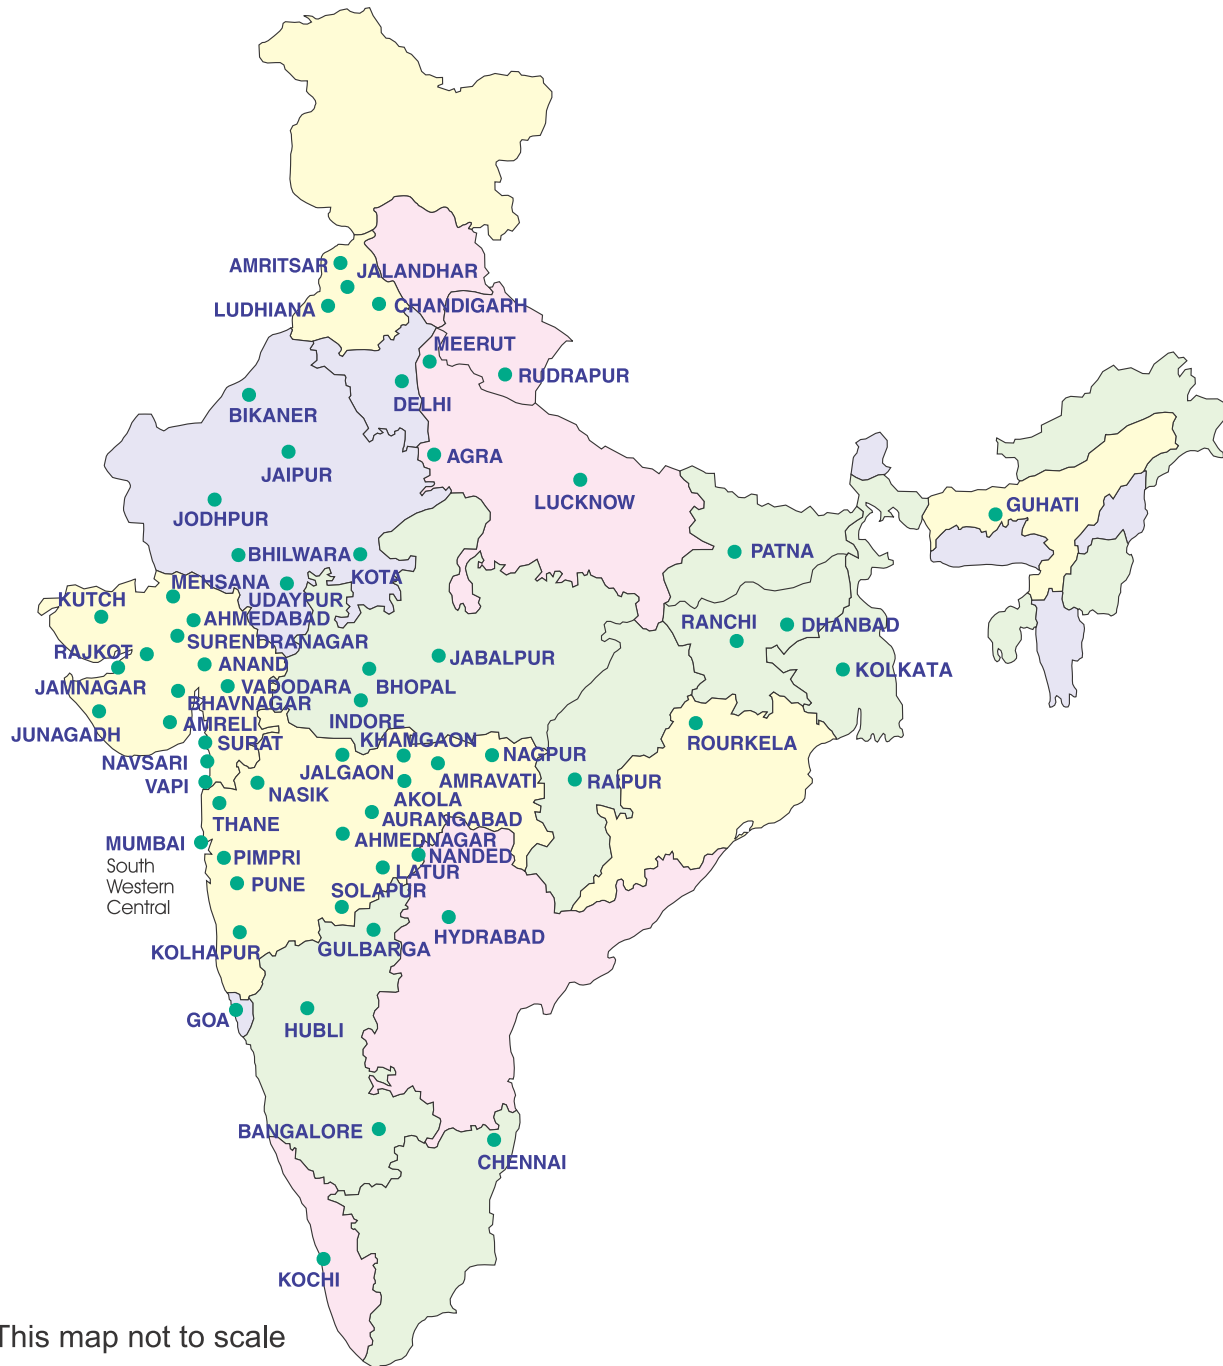 AMRITSAR
JALANDHAR
LUDHIANA
CHANDIGARH
MEERUT
RUDRAPUR
DELHI
BIKANER
AGRA
JAIPUR
LUCKNOW
JODHPUR
GUHATI
BHILWARA
KOTA
PATNA
MEHSANA
UDAYPUR
KUTCH
AHMEDABAD
SURENDRANAGAR
RANCHI
DHANBAD
RAJKOT
ANAND
JABALPUR
KOLKATA
JAMNAGAR
VADODARA
BHOPAL
BHAVNAGAR
INDORE
JUNAGADH
AMRELI
SURAT
KHAMGAON
ROURKELA
NAVSARI
JALGAON
NAGPUR
VAPI
NASIK
AMRAVATI
RAIPUR
AKOLA
THANE
AURANGABAD
MUMBAI
AHMEDNAGAR
South
Western
Central
PIMPRI
NANDED
LATUR
PUNE
SOLAPUR
HYDRABAD
KOLHAPUR
GULBARGA
GOA
HUBLI
BANGALORE
CHENNAI
KOCHI
This map not to scale